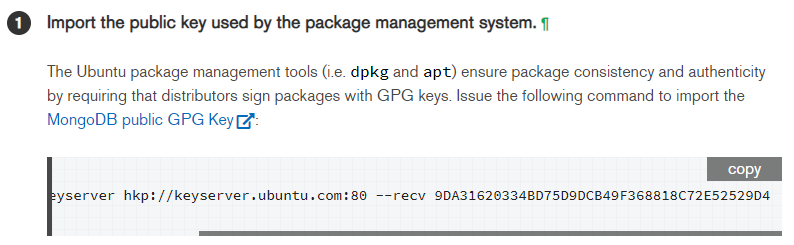 1 Import the public key used by the package management system. ¶
The Ubuntu package management tools (i.e. dpkg and apt) ensure package consistency and authenticity
by requiring that distributors sign packages with GPG keys. Issue the following command to import the
MongoDB public GPG Key:
copy
eyserver hkp://keyserver.ubuntu.com:80 --recv 9DA31620334BD75D9DCB49F368818C72E52529D4